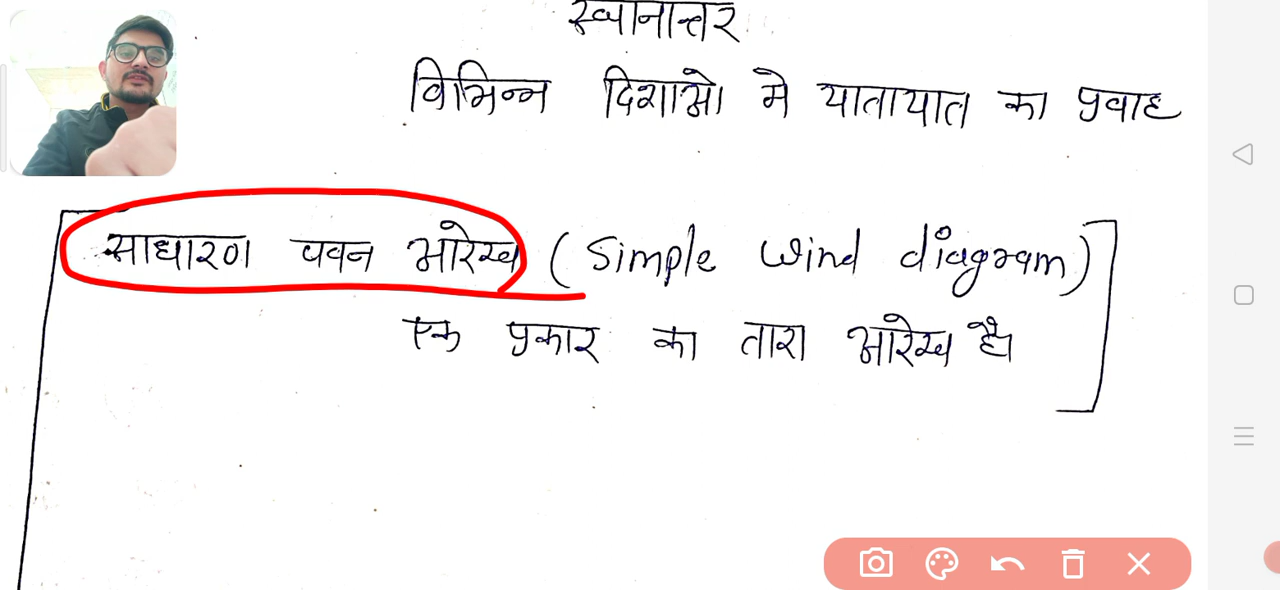 स्थानान्तर
विभिन्न दिशाओ मे यातायात का प्रवाह
साधारण पवन आरेख (Simple wind diagram)
एक प्रकार का तारा आरेख है।